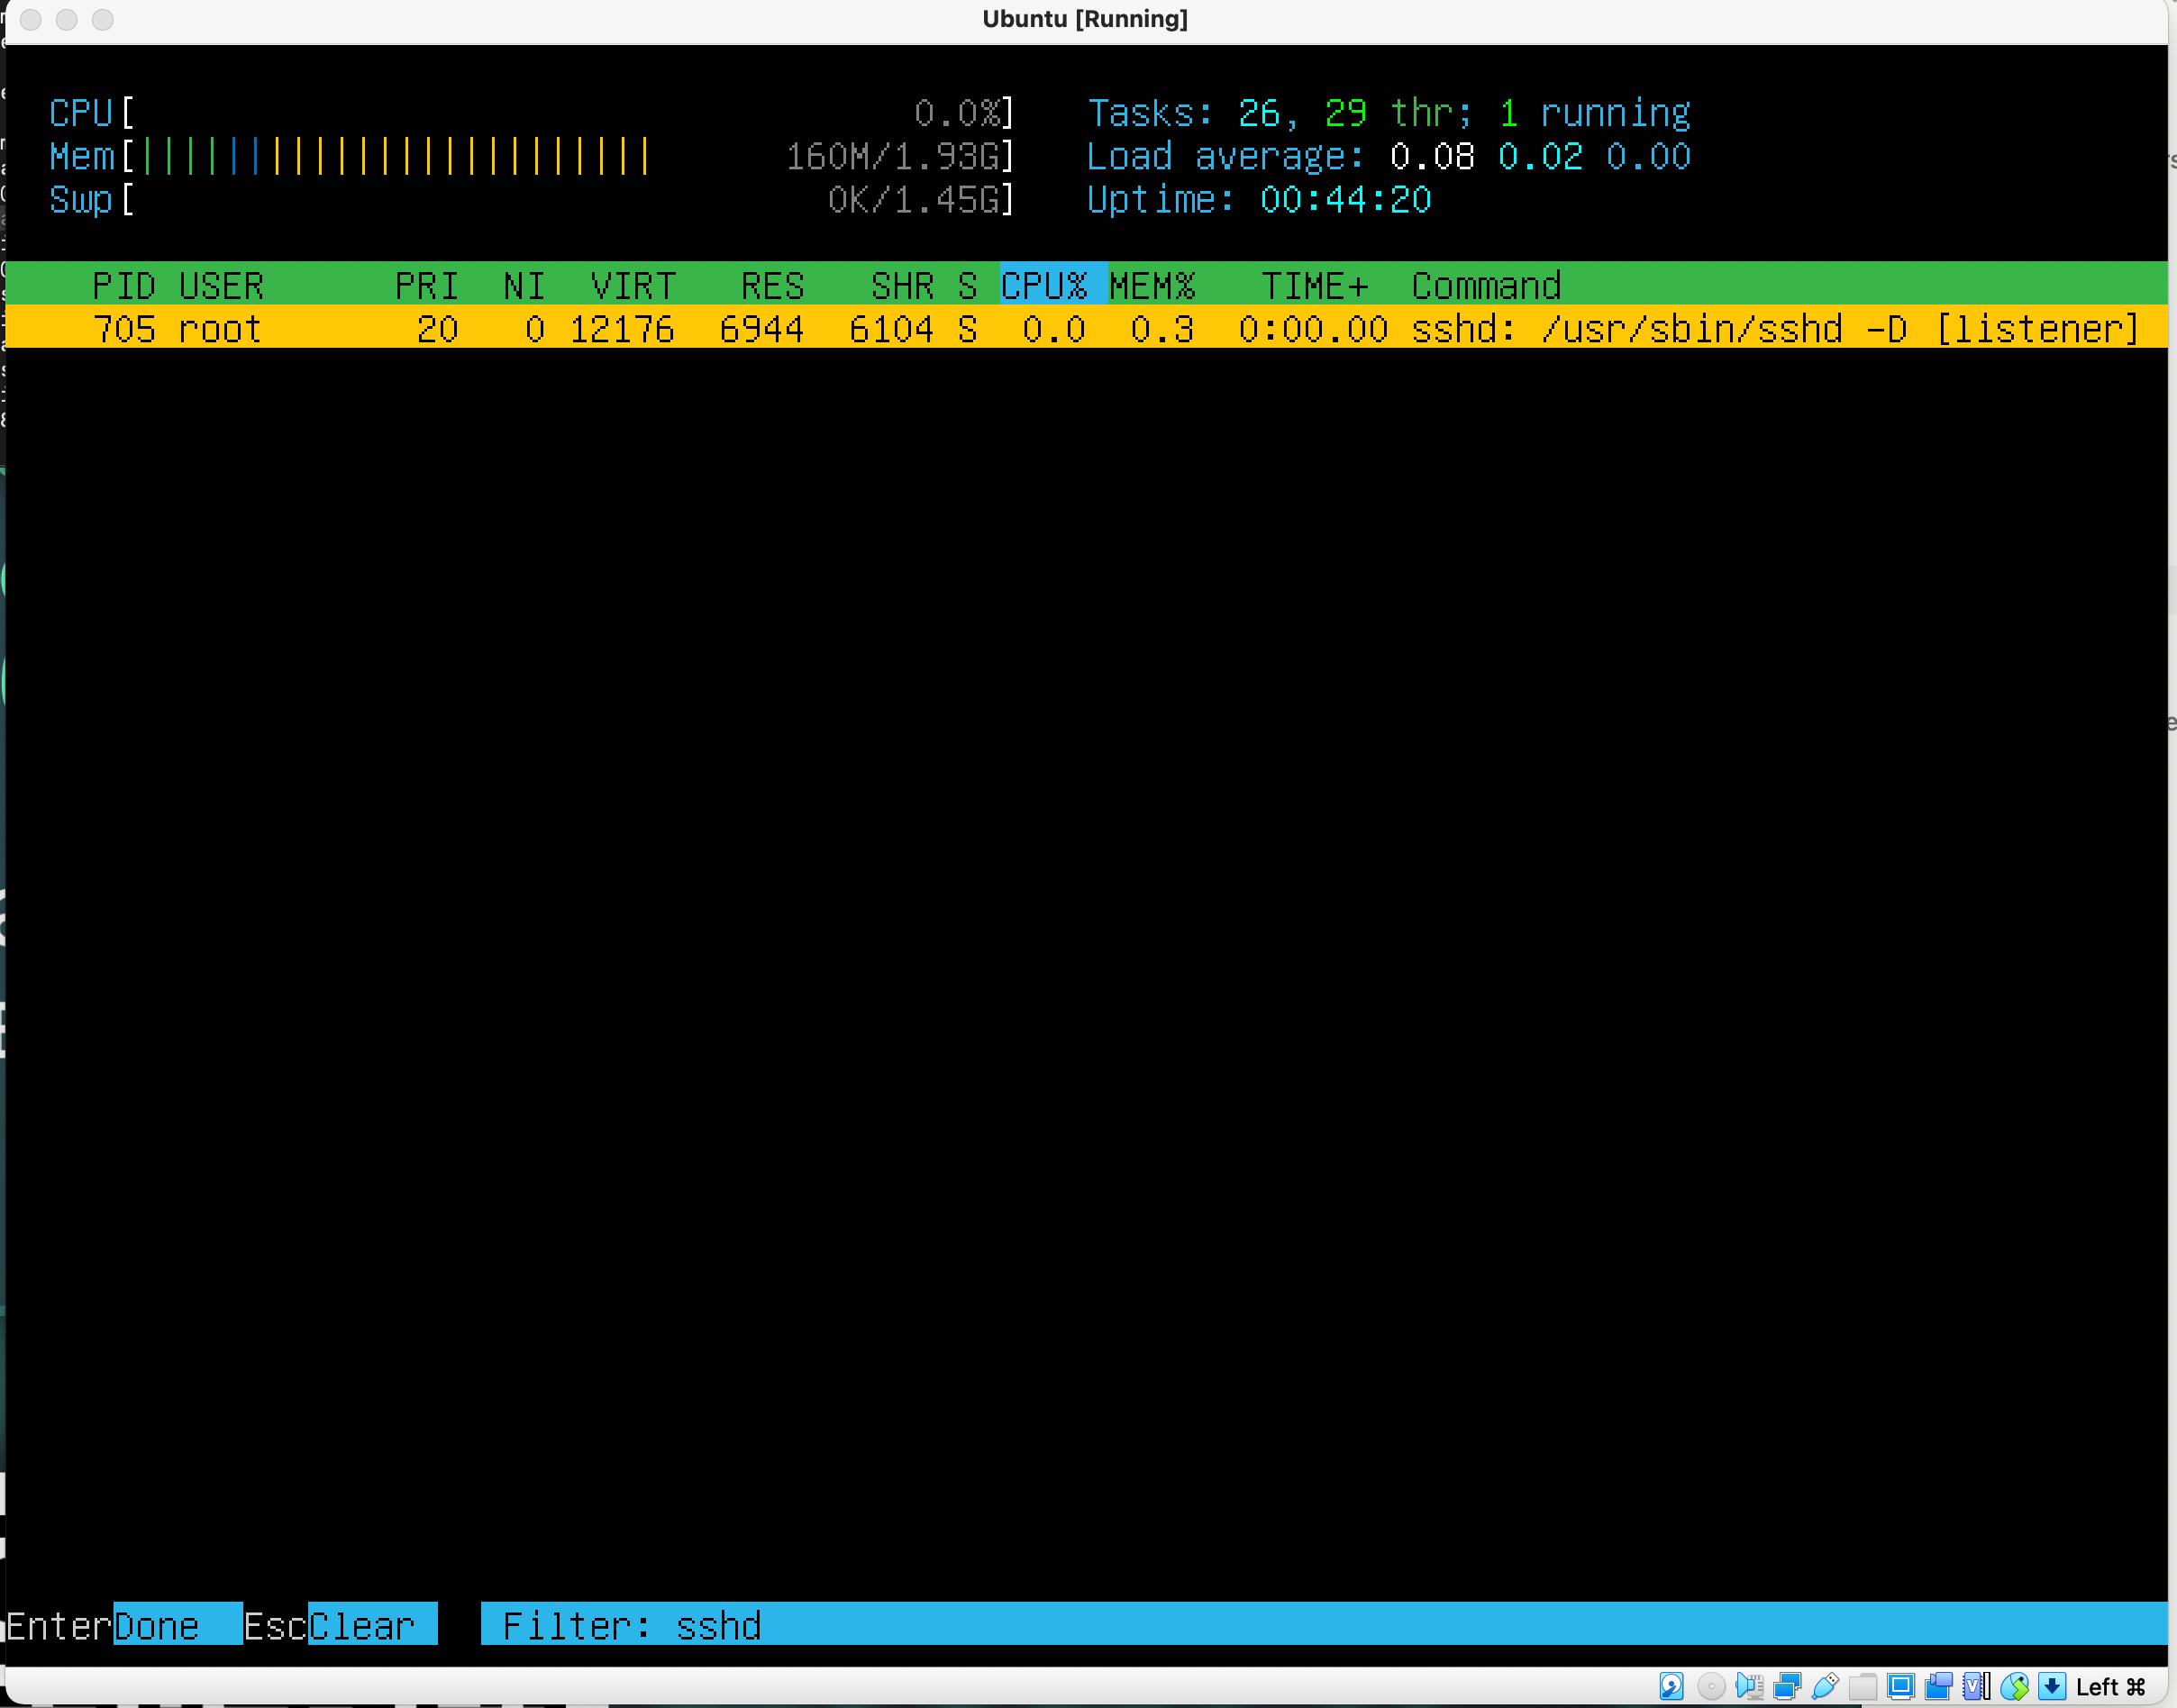 Ubuntu [Running]
CPU[ 0.0%] Tasks: 26, 29 thr; 1 running
Mem[|||||||||||||||||||||||| 160M/1.93G] Load average: 0.08 0.02 0.00
Swp[ 0K/1.45G] Uptime: 00:44:20
PID USER PRI NI VIRT RES SHR S CPU% MEM% TIME+ Command
705 root 20 0 12176 6944 6104 S 0.0 0.3 0:00.00 sshd: /usr/sbin/sshd -D [listener]
EnterDone EscClear Filter: sshd
Left ⌘